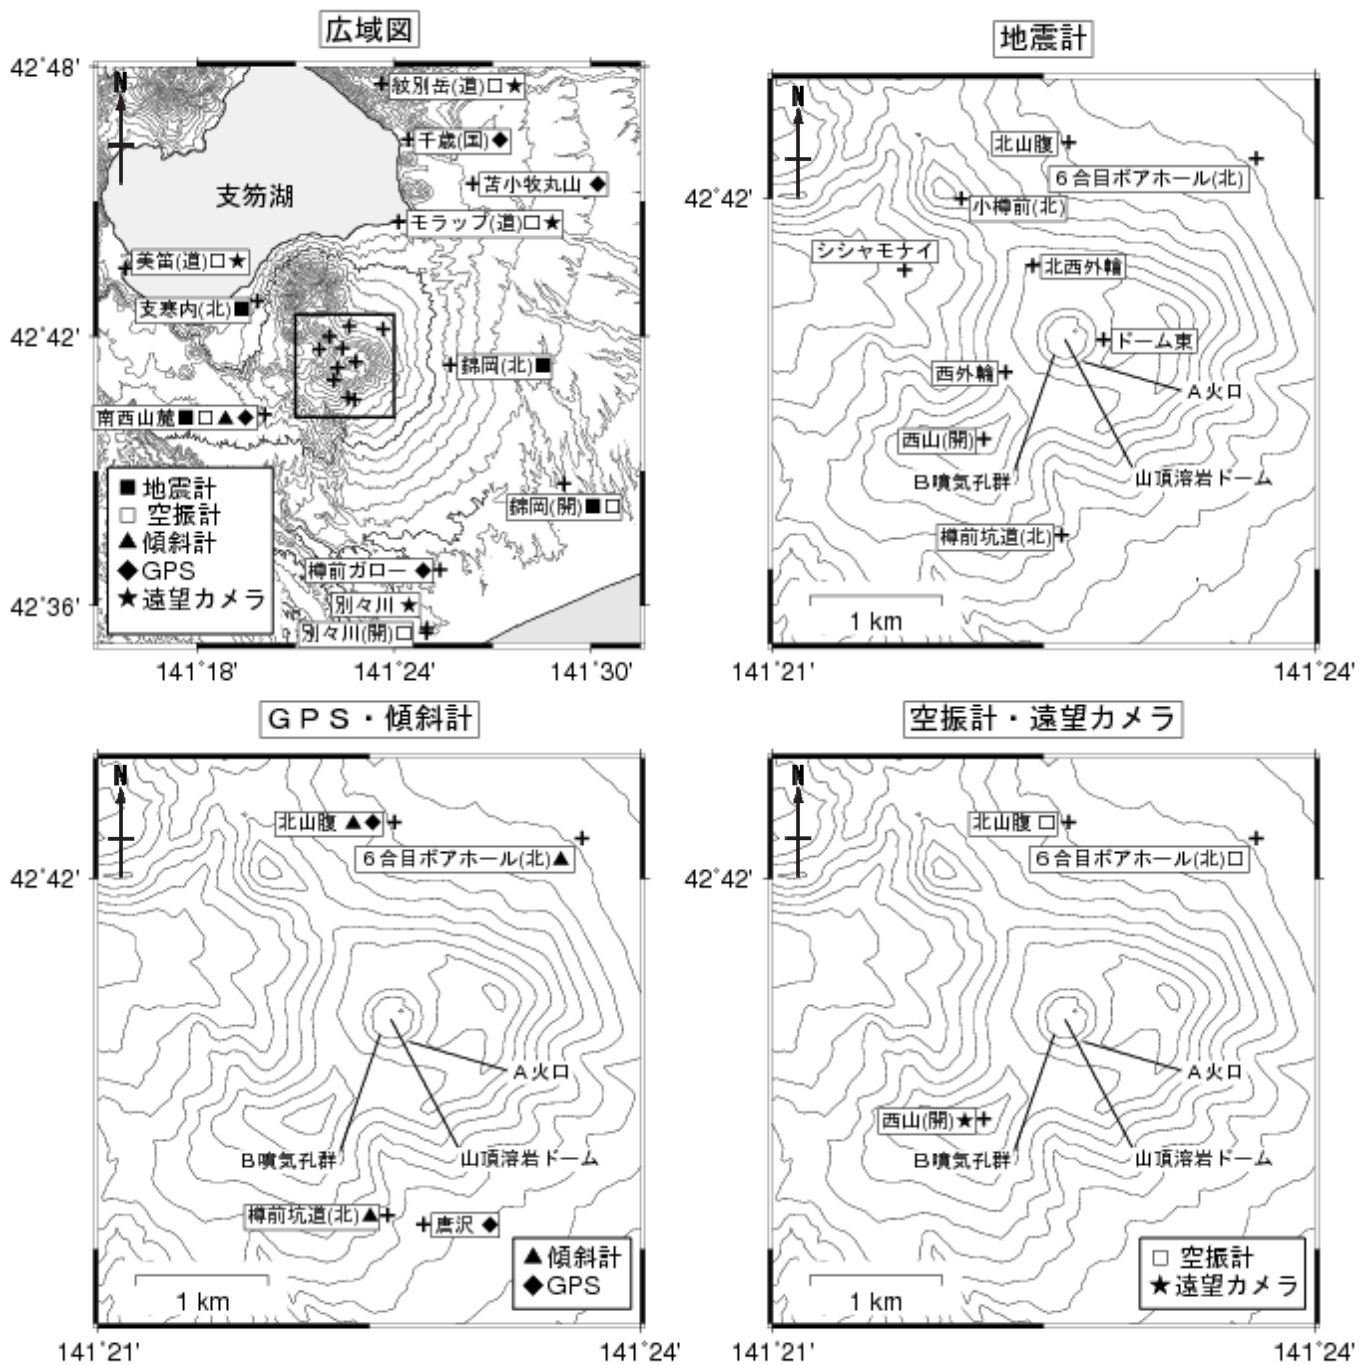 広域図
42°48'
N
紋別岳(道)□★
千歳(国)◆
苫小牧丸山 ◆
支笏湖
モラップ(道)□★
美笛(道)□★
支寒内(北)■
42°42'
錦岡(北)■
南西山麓■□▲◆
■地震計
□ 空振計
▲傾斜計
◆GPS
★遠望カメラ
錦岡(開)■□
樽前ガロー ◆
別々川 ★
42°36'
別々川(開)□
141°18'
141°24'
141°30'
地震計
N
北山腹
6合目ボアホール(北)
42°42'
小樽前(北)
シシャモナイ
北西外輪
ドーム東
西外輪
A火口
西山(開)
B噴気孔群
山頂溶岩ドーム
樽前坑道(北)
1 km
141°21'
141°24'
GPS・傾斜計
N
北山腹 ▲◆
6合目ボアホール(北)▲
42°42'
A火口
B噴気孔群
山頂溶岩ドーム
樽前坑道(北)▲
唐沢 ◆
▲傾斜計
◆GPS
1 km
141°21'
141°24'
空振計・遠望カメラ
N
北山腹 □
6合目ボアホール(北)□
42°42'
A火口
西山(開)★
B噴気孔群
山頂溶岩ドーム
□ 空振計
★遠望カメラ
1 km
141°21'
141°24'